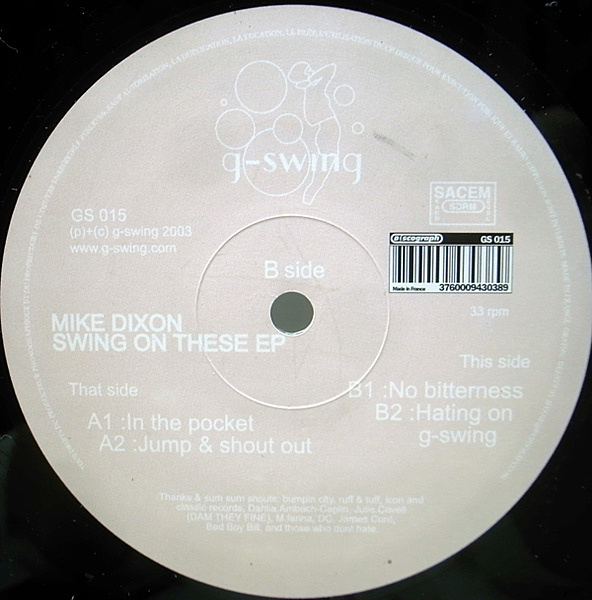 g-swing
GS 015
(p)+(c) g-swing 2003
www.g-swing.com
SACEM
SDRM
discograph GS 015
Made in France 3760009430389
B side
33 rpm
MIKE DIXON
SWING ON THESE EP
This side
That side
B1 :No bitterness
B2 :Hating on
g-swing
A1 :In the pocket
A2 :Jump & shout out
Thanks & sum sum shouts: bumpin city, ruff & tuff, icon and
classic records, Dahlia Ambach-Caplin, Julie Covell
(DAM THEY FINE), M.fanna, DC, James Curd,
Bad Boy Bill, and those who dont hate.